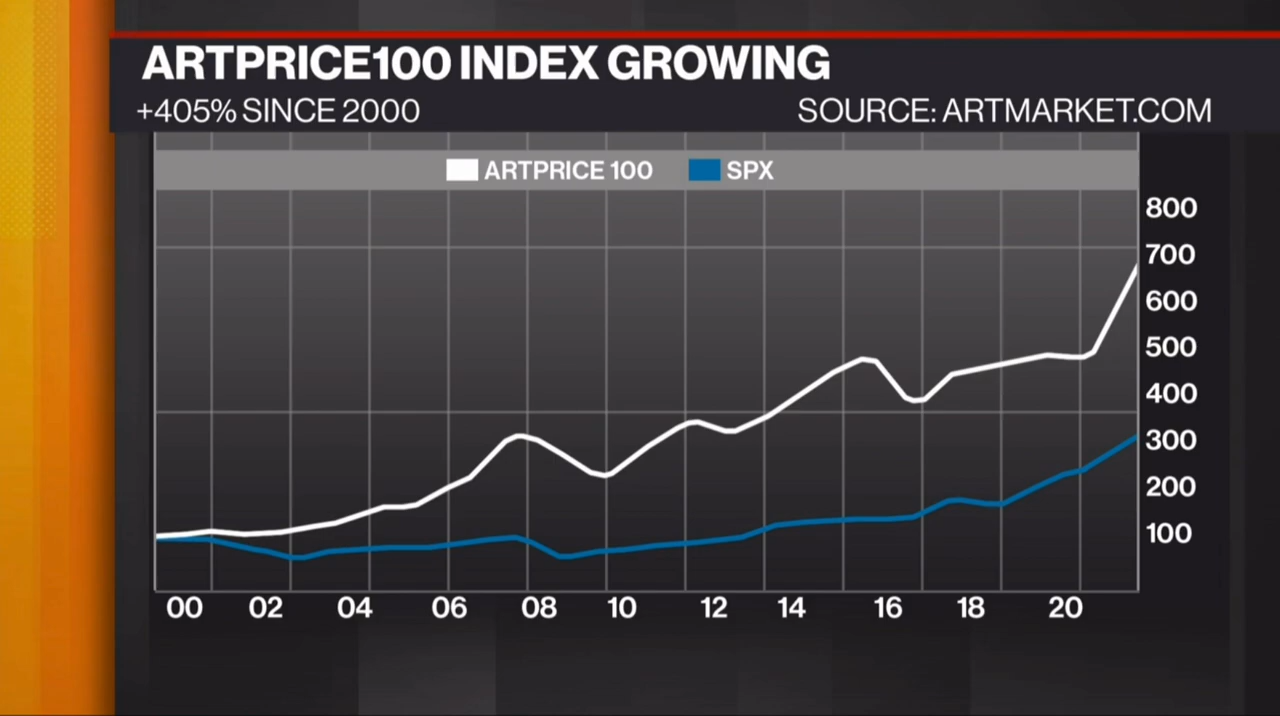 ARTPRICE100 INDEX GROWING
+405% SINCE 2000
SOURCE: ARTMARKET.COM
ARTPRICE 100
SPX
800
700
600
500
400
300
200
100
00 02 04 06 08 10 12 14 16 18 20